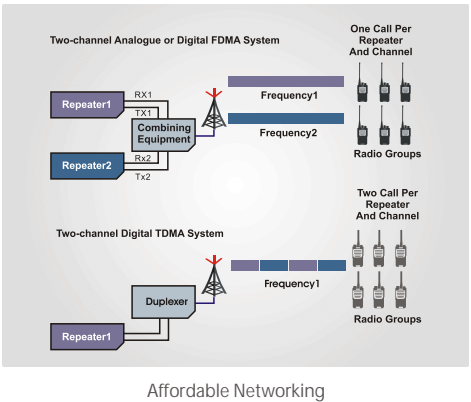 Two-channel Analogue or Digital FDMA System
One Call Per
Repeater
And Channel
Repeater1
RX1
TX1
Combining
Equipment
Repeater2
Rx2
Tx2
Frequency1
Frequency2
Radio Groups
Two-channel Digital TDMA System
Two Call Per
Repeater
And Channel
Duplexer
Repeater1
Frequency1
Radio Groups
Affordable Networking